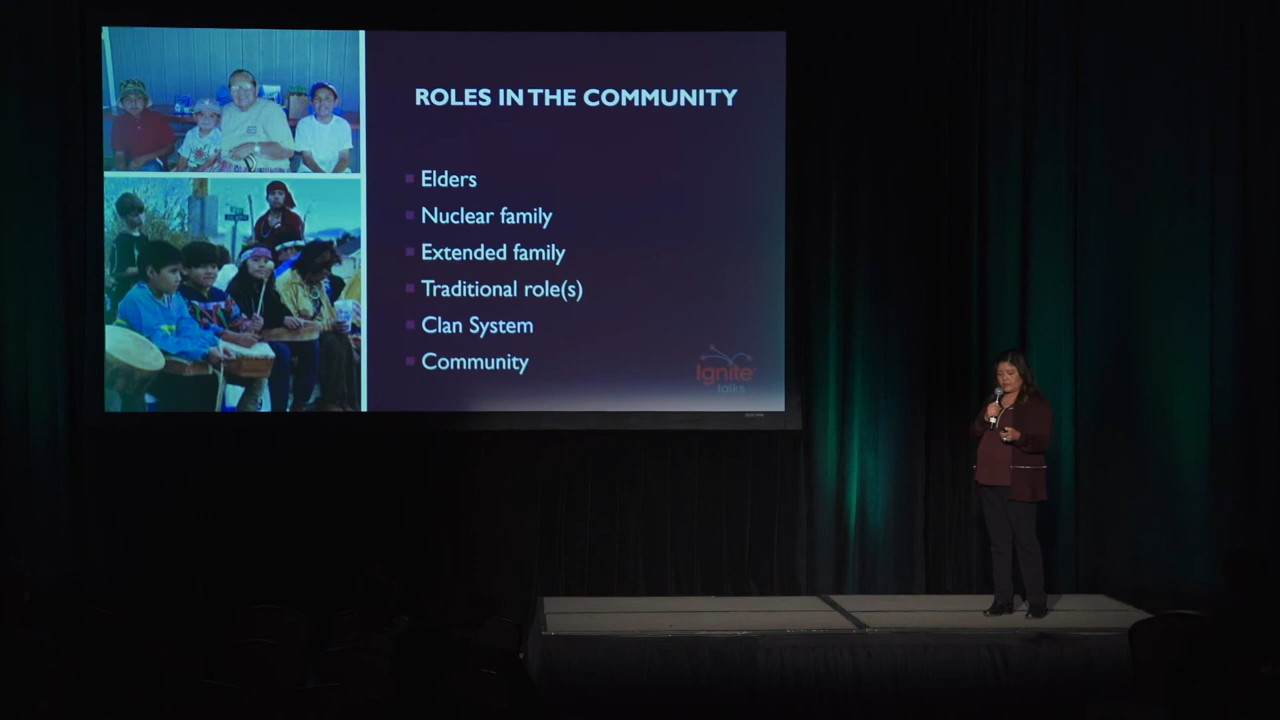 ROLES IN THE COMMUNITY
Elders
Nuclear family
Extended family
Traditional role(s)
Clan System
Community
Ignite
talks